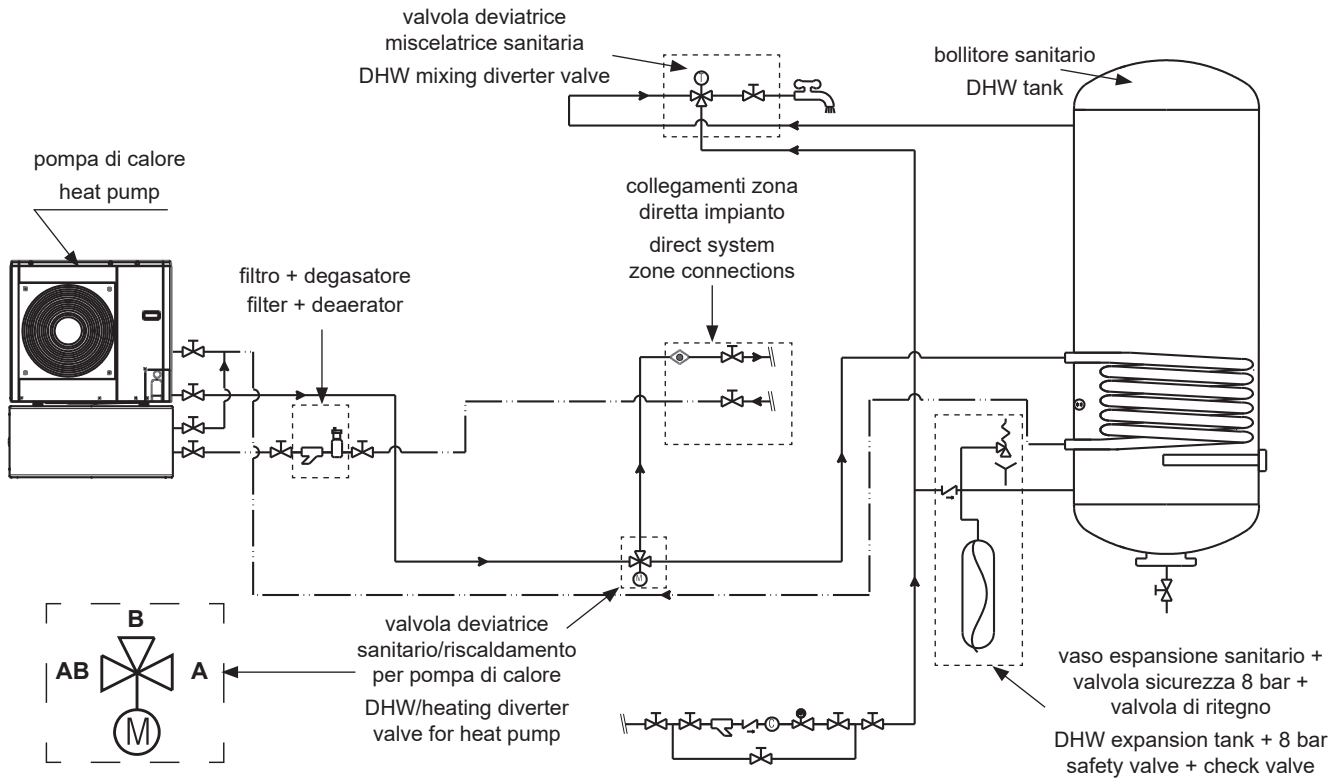 valvola deviatrice
miscelatrice sanitaria
DHW mixing diverter valve
T
bollitore sanitario
DHW tank
pompa di calore
heat pump
collegamenti zona
diretta impianto
direct system
zone connections
filtro + degasatore
filter + deaerator
M
B
AB
A
M
valvola deviatrice
sanitario/riscaldamento
per pompa di calore
DHW/heating diverter
valve for heat pump
C
vaso espansione sanitario +
valvola sicurezza 8 bar +
valvola di ritegno
DHW expansion tank + 8 bar
safety valve + check valve